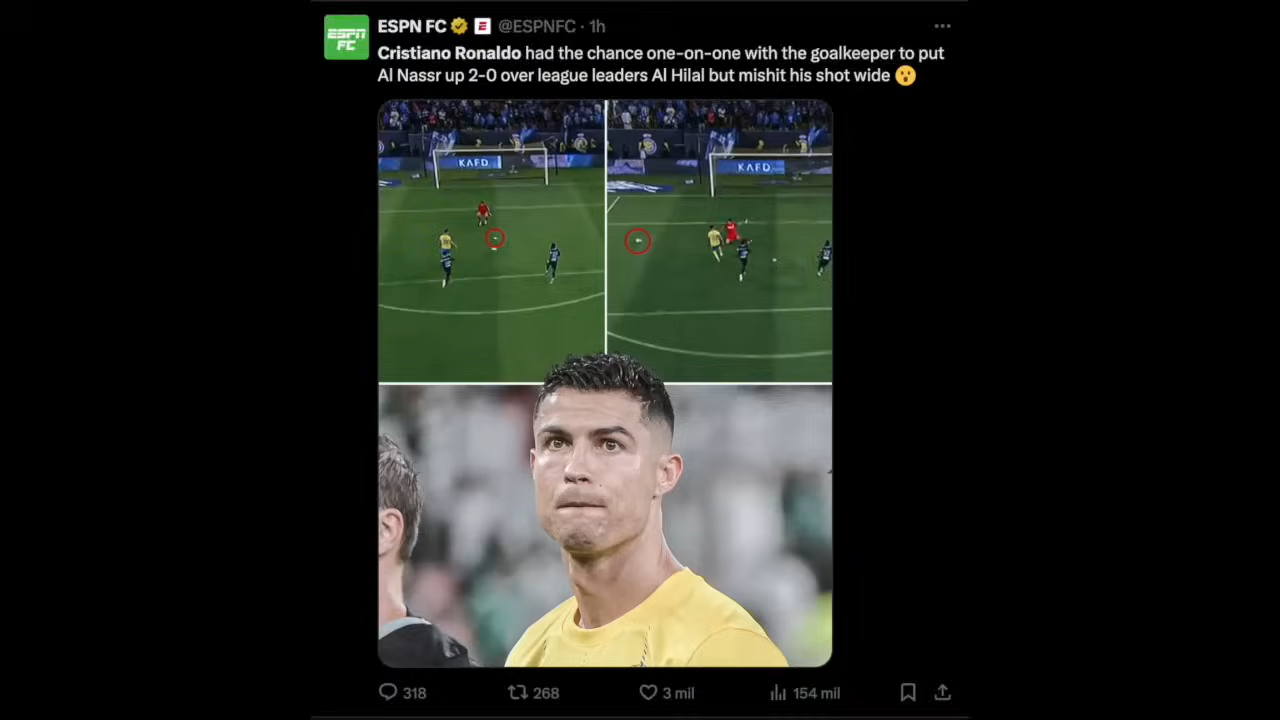 ESPN
FC
ESPN FC E @ESPNFC · 1h
Cristiano Ronaldo had the chance one-on-one with the goalkeeper to put
Al Nassr up 2-0 over league leaders Al Hilal but mishit his shot wide 😮
KAFD
KAFD
318 268 3 mil 154 mil